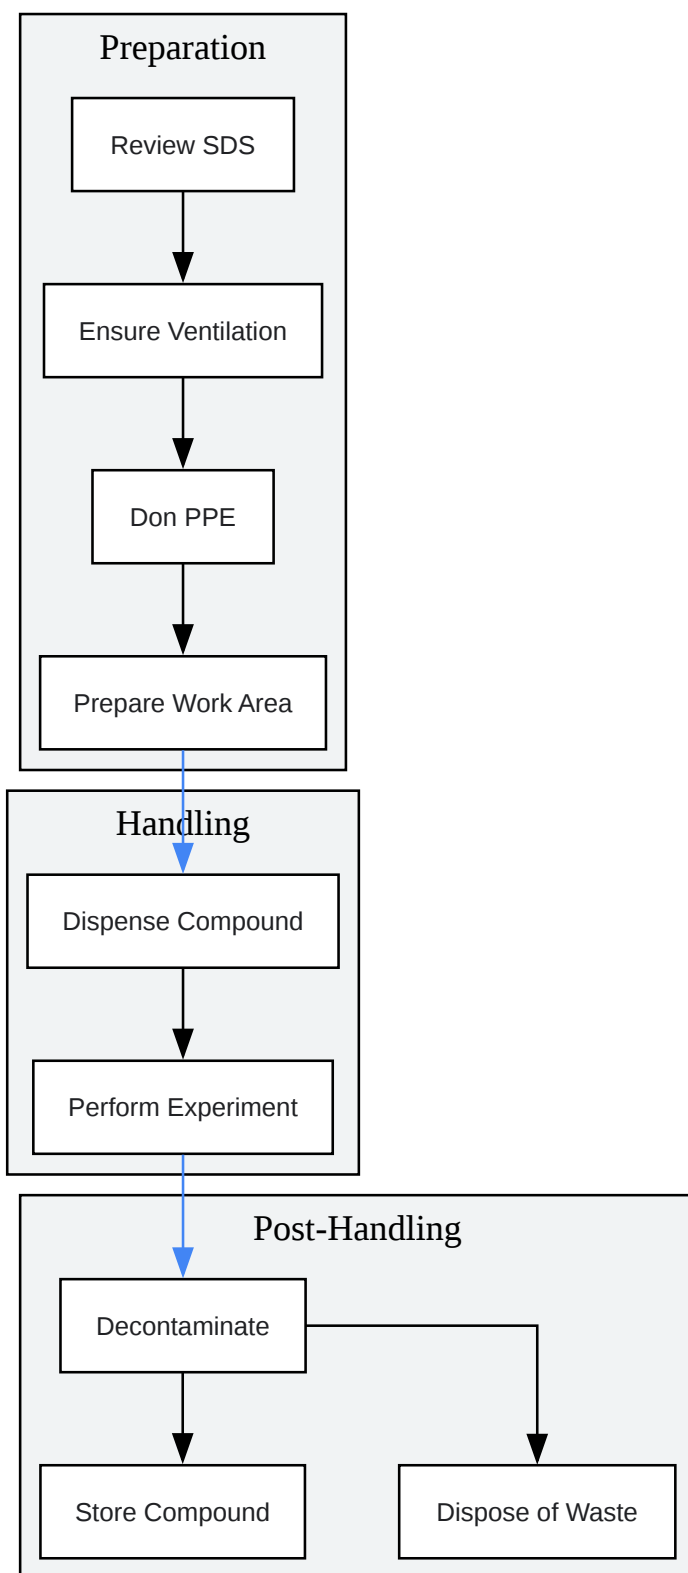 Preparation
Review SDS
Ensure Ventilation
Don PPE
Prepare Work Area
Handling
Dispense Compound
Perform Experiment
Post-Handling
Decontaminate
Store Compound
Dispose of Waste